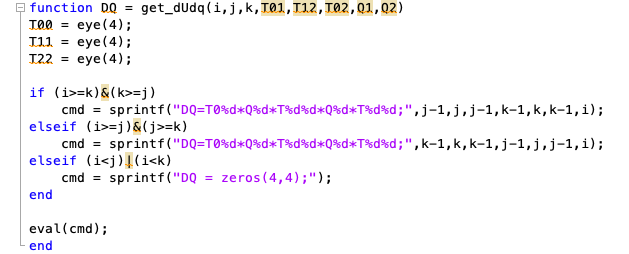 function DQ = get_dUdq(i,j,k,T01,T12,T02,Q1,Q2)
T00 = eye(4);
T11 = eye(4);
T22 = eye(4);
if (i>=k)&(k>=j)
cmd = sprintf("DQ=T0%d*Q%d*T%d%d*Q%d*T%d%d;",j-1,j,j-1,k-1,k,k-1,i);
elseif (i>=j)&(j>=k)
cmd = sprintf("DQ=T0%d*Q%d*T%d%d*Q%d*T%d%d;",k-1,k,k-1,j-1,j,j-1,i);
elseif (i<j)|(i<k)
cmd = sprintf("DQ = zeros(4,4);");
end
eval(cmd);
end